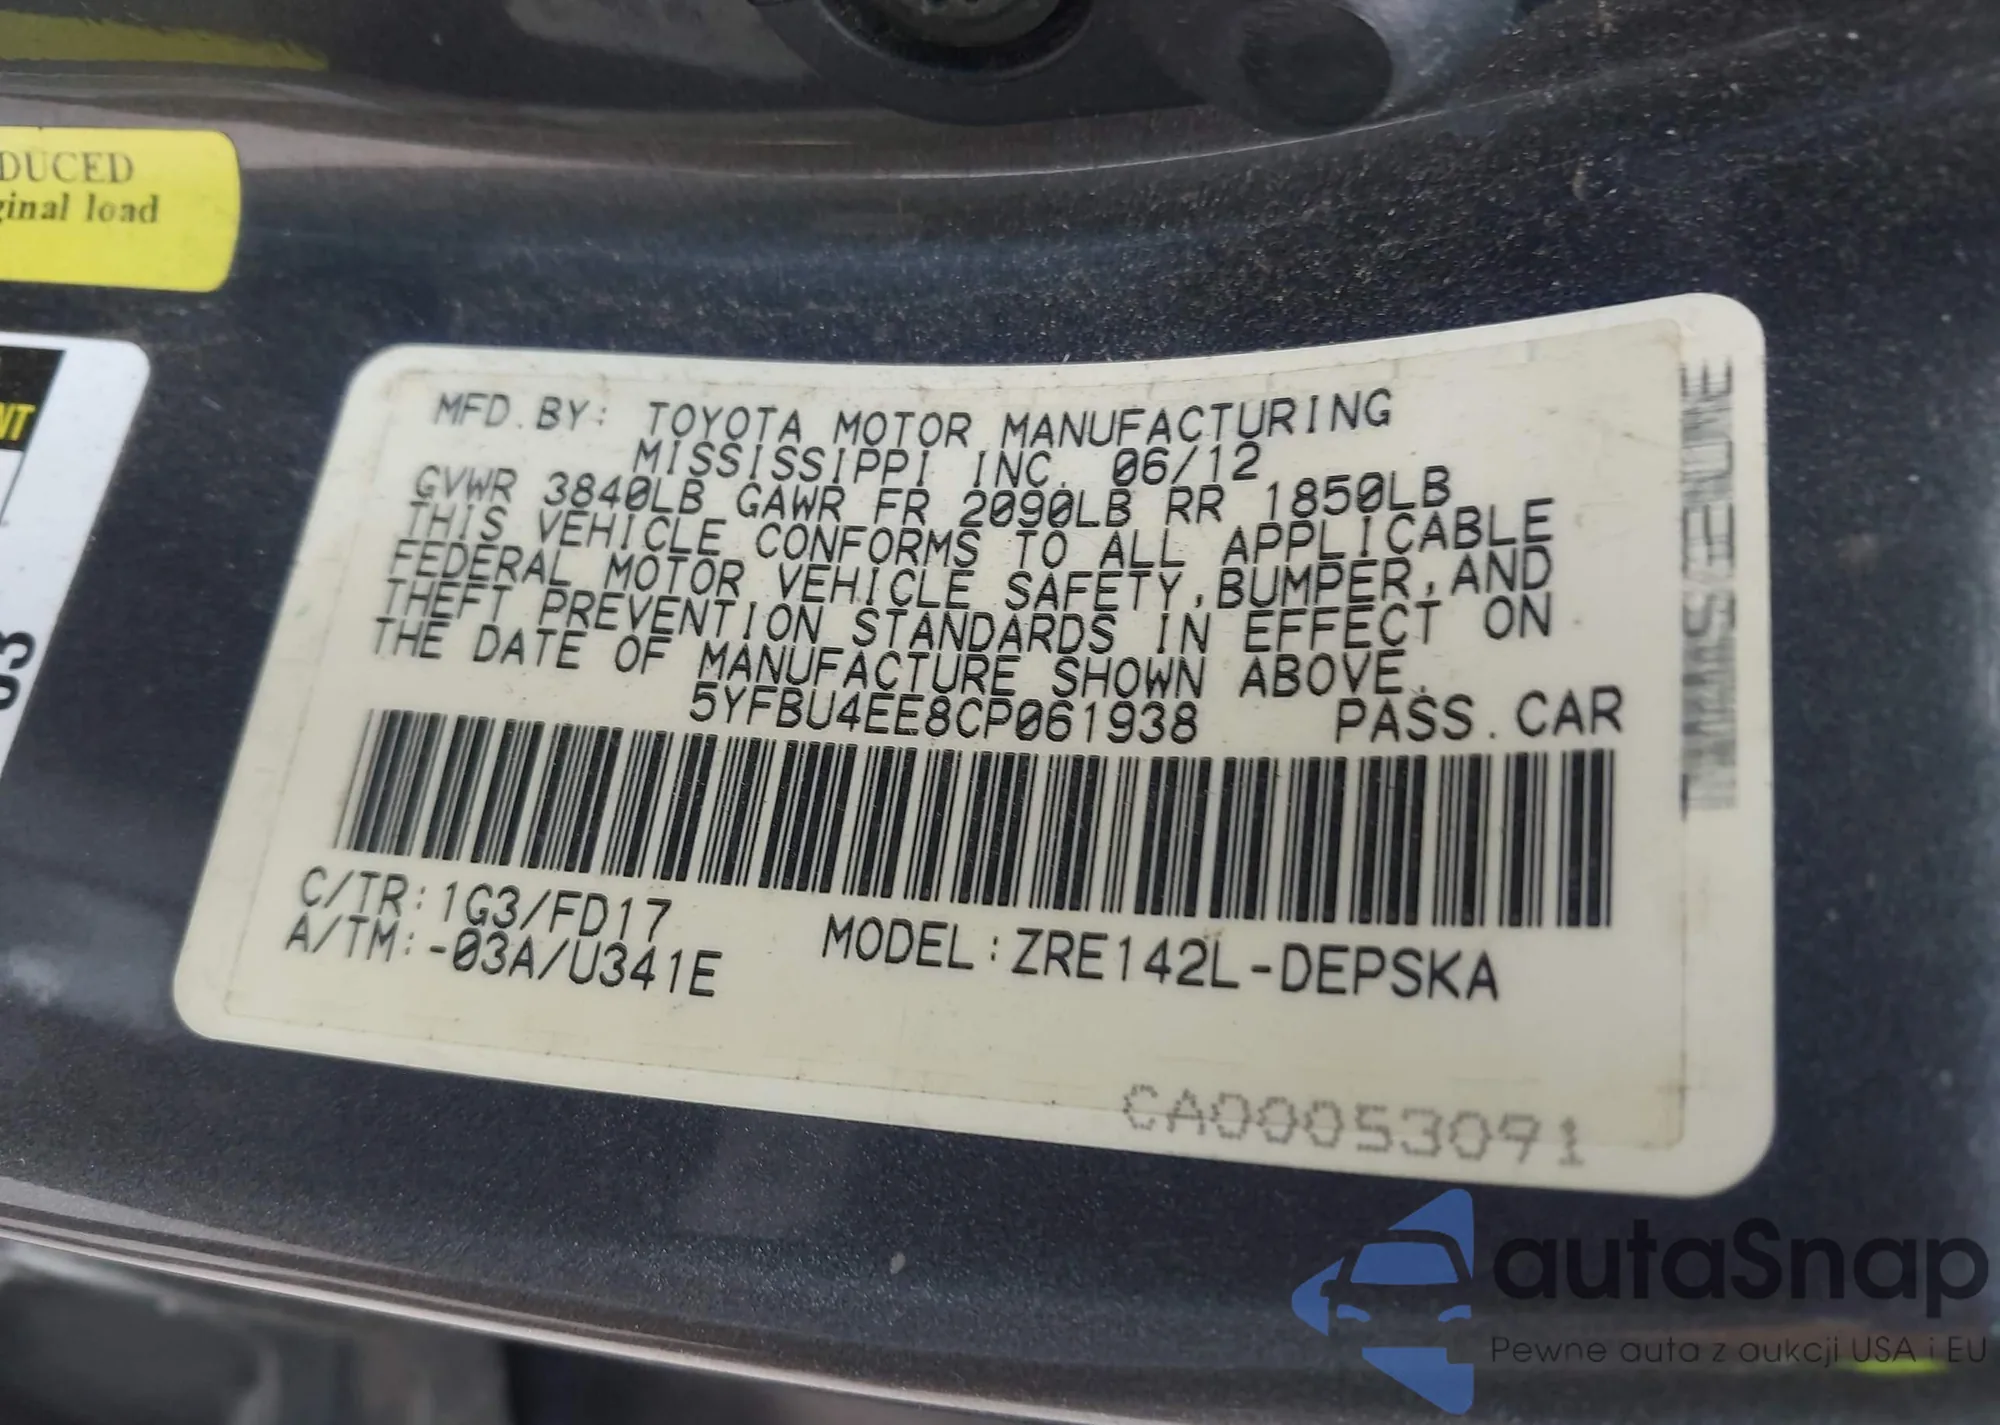 DUCED
ginal load
NT
03
MFD.BY: TOYOTA MOTOR MANUFACTURING
MISSISSIPPI INC. 06/12
GVWR 3840LB GAWR FR 2090LB RR 1850LB
THIS VEHICLE CONFORMS TO ALL APPLICABLE
FEDERAL MOTOR VEHICLE SAFETY,BUMPER,AND
THEFT PREVENTION STANDARDS IN EFFECT ON
THE DATE OF MANUFACTURE SHOWN ABOVE.
5YFBU4EE8CP061938 PASS.CAR
C/TR:1G3/FD17
A/TM:-03A/U341E
MODEL:ZRE142L-DEPSKA
CA00053091
autaSnap
Pewne auta z aukcji USA i EU